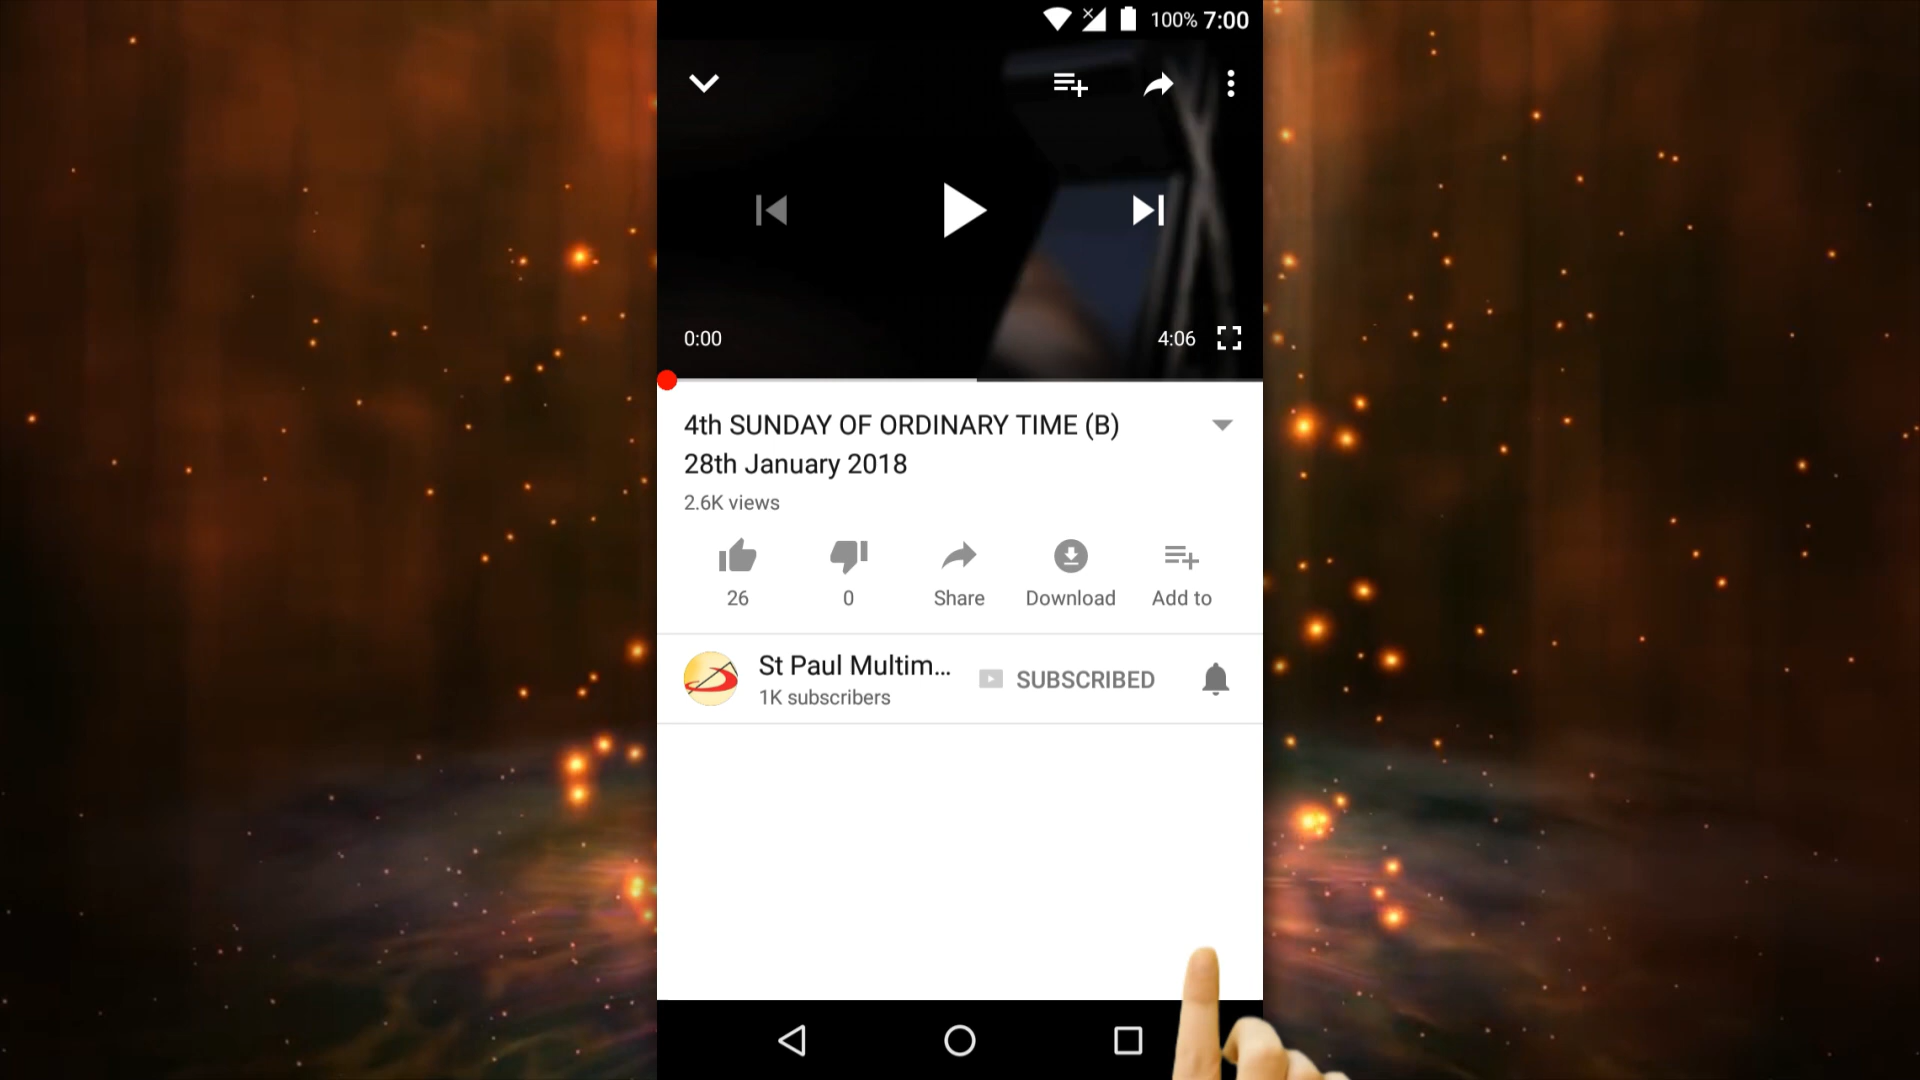 100% 7:00
0:00
4:06
4th SUNDAY OF ORDINARY TIME (B)
28th January 2018
2.6K views
26
0
Share
Download
Add to
St Paul Multim...
SUBSCRIBED
1K subscribers